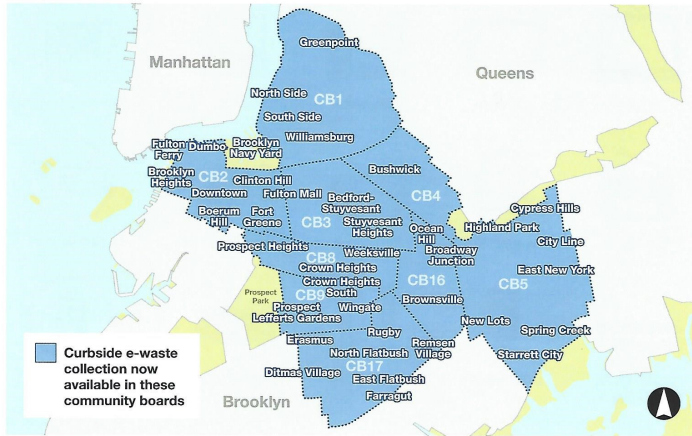 Greenpoint
Manhattan
Queens
North Side
CB1
South Side
Williamsburg
Fulton
Ferry
Dumbo
Brooklyn
Navy Yard
Bushwick
Brooklyn
Heights
CB2
Clinton Hill
Downtown
Fulton Mall
Bedford-
Stuyvesant
CB4
Boerum
Hill
Fort
Greene
CB3
Stuyvesant
Heights
Ocean
Hill
Highland Park
Cypress Hills
City Line
Prospect Heights
Weeksville
Broadway
Junction
CB8
Crown Heights
East New York
Crown Heights
South
CB16
CB5
Prospect
Park
CB9
Prospect
Lefferts Gardens
Wingate
Brownsville
New Lots
Spring Creek
Rugby
Erasmus
Remsen
Village
North Flatbush
Starrett City
CB17
Ditmas Village
East Flatbush
Farragut
Brooklyn
Curbside e-waste
collection now
available in these
community boards